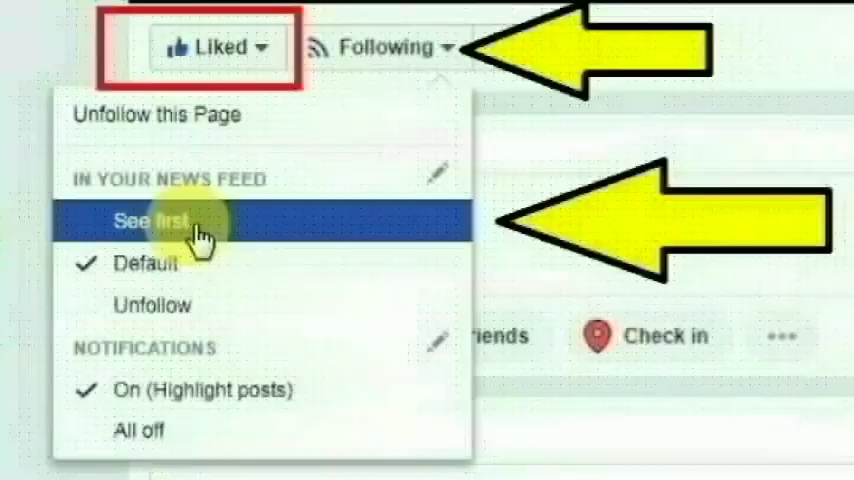 Liked Following
Unfollow this Page
IN YOUR NEWS FEED
See first
Default
Unfollow
NOTIFICATIONS
Check in
On (Highlight posts)
All off